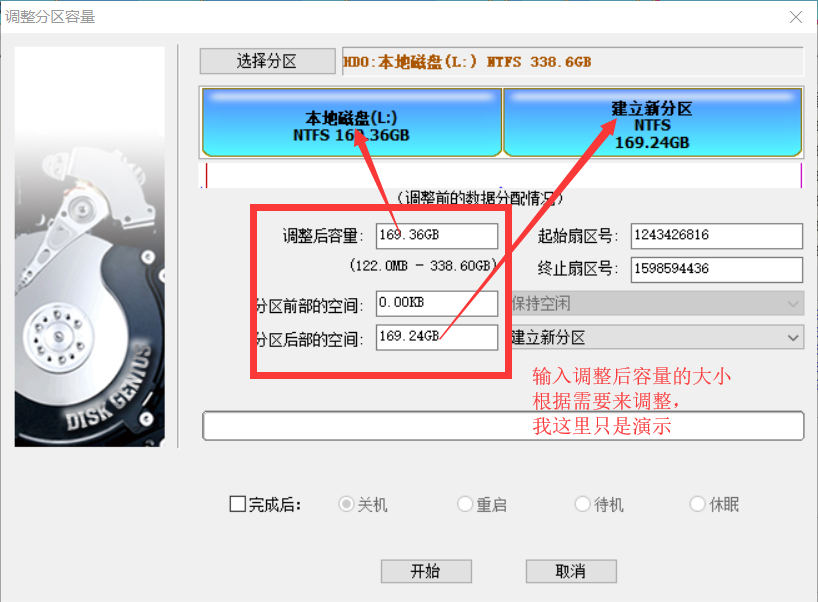 调整分区容量
选择分区
HD0:本地磁盘(L:) NTFS 338.6GB
本地磁盘(L:)
NTFS 169.36GB
建立新分区
NTFS
169.24GB
(调整前的数据分配情况)
调整后容量:
169.36GB
起始扇区号:
1243426816
(122.0MB - 338.60GB)
终止扇区号:
1598594436
分区前部的空间:
0.00KB
保持空闲
分区后部的空间:
169.24GB
建立新分区
输入调整后容量的大小
根据需要来调整，
我这里只是演示
DISK GENIUS
完成后:
关机
重启
待机
休眠
开始
取消